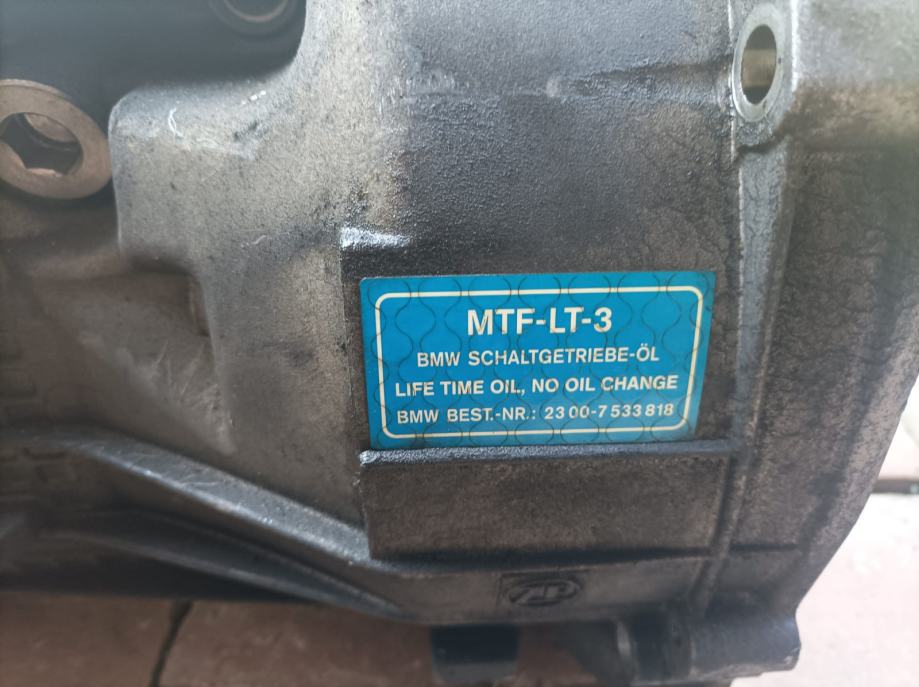 MTF-LT-3
BMW SCHALTGETRIEBE-ÖL
LIFE TIME OIL, NO OIL CHANGE
BMW BEST.-NR.: 23 00-7 533 818
ZF